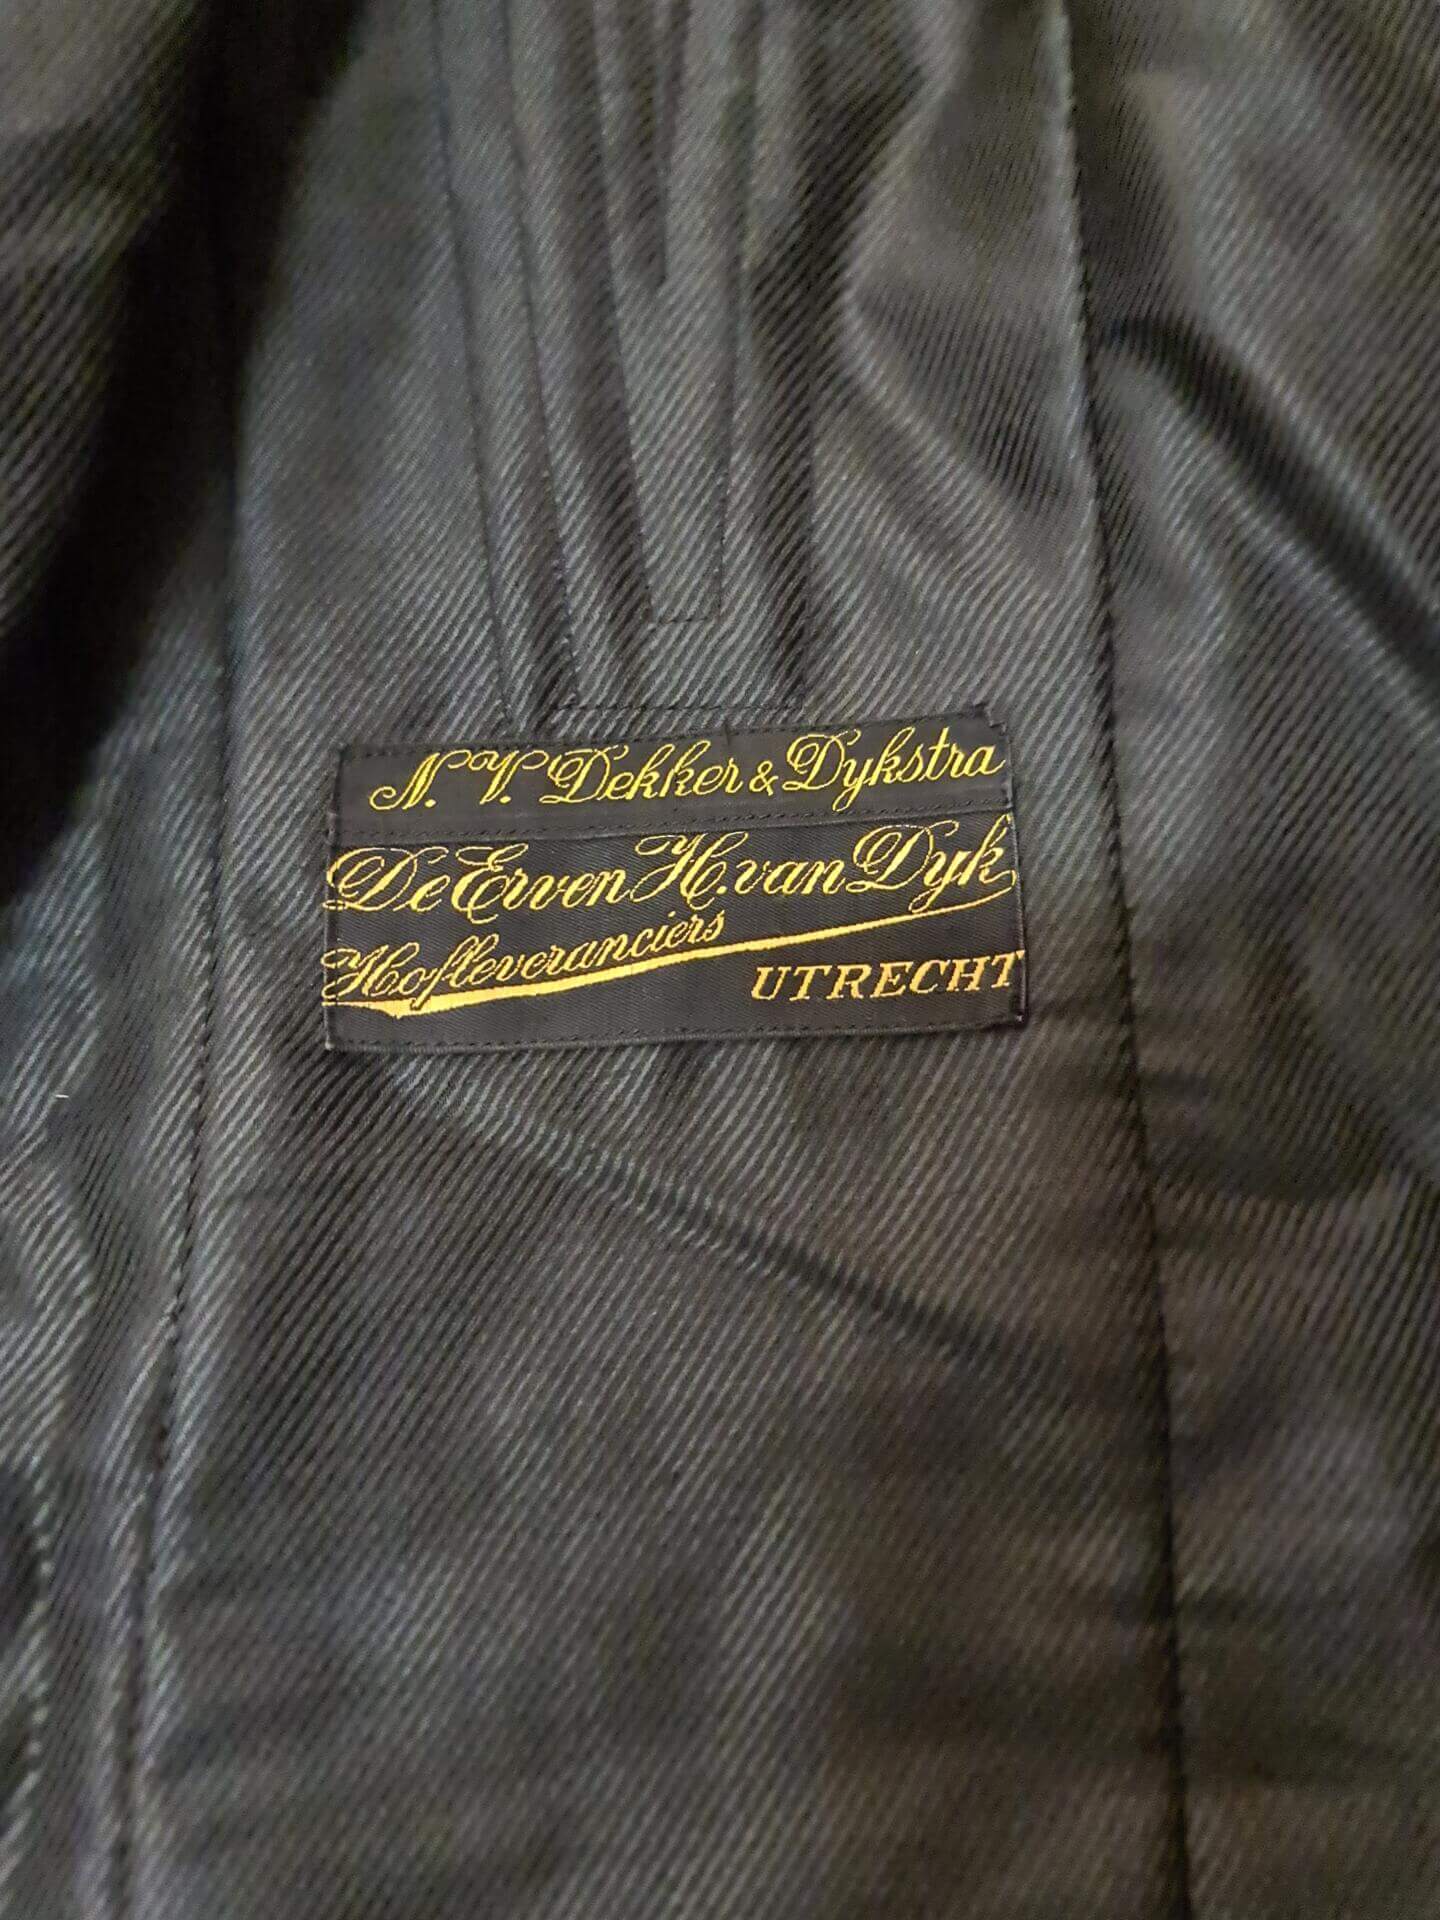 N.V. Dekker & Dykstra
De Erven H. van Dyk
Hofleveranciers
UTRECHT